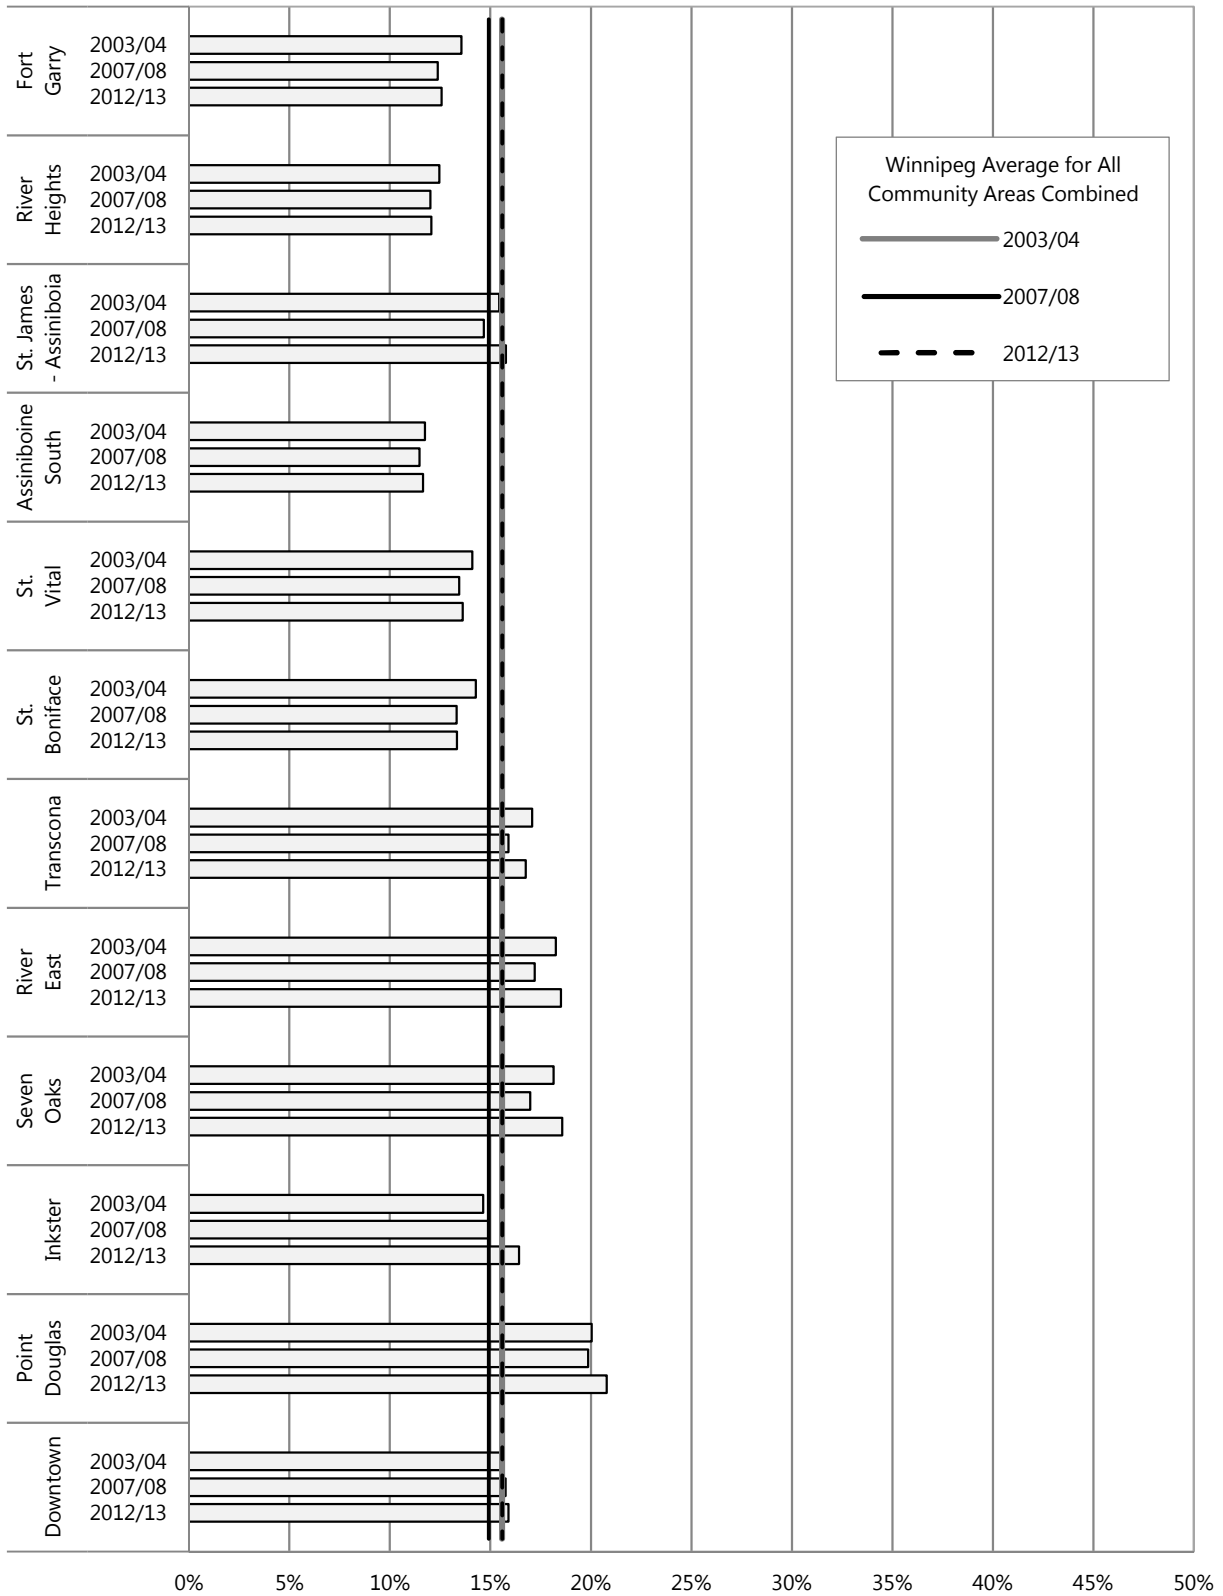 Fort
Garry
2003/04
2007/08
2012/13
River
Heights
2003/04
2007/08
2012/13
St. James
- Assiniboia
2003/04
2007/08
2012/13
Assiniboine
South
2003/04
2007/08
2012/13
St.
Vital
2003/04
2007/08
2012/13
St.
Boniface
2003/04
2007/08
2012/13
Transcona
2003/04
2007/08
2012/13
River
East
2003/04
2007/08
2012/13
Seven
Oaks
2003/04
2007/08
2012/13
Inkster
2003/04
2007/08
2012/13
Point
Douglas
2003/04
2007/08
2012/13
Downtown
2003/04
2007/08
2012/13
Winnipeg Average for All
Community Areas Combined
2003/04
2007/08
2012/13
0% 5% 10% 15% 20% 25% 30% 35% 40% 45% 50%